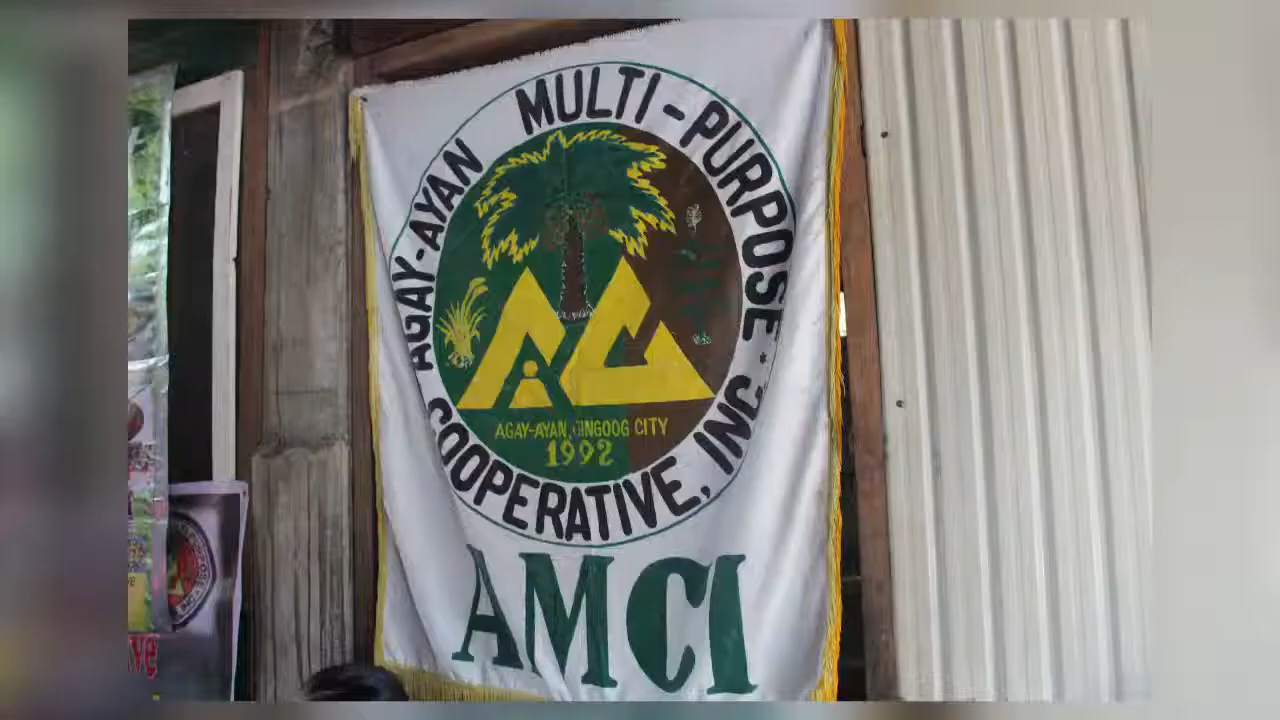 AGAY-AYAN MULTI-PURPOSE
COOPERATIVE, INC
AGAY-AYAN, GINGOOG CITY
1992
AMCI